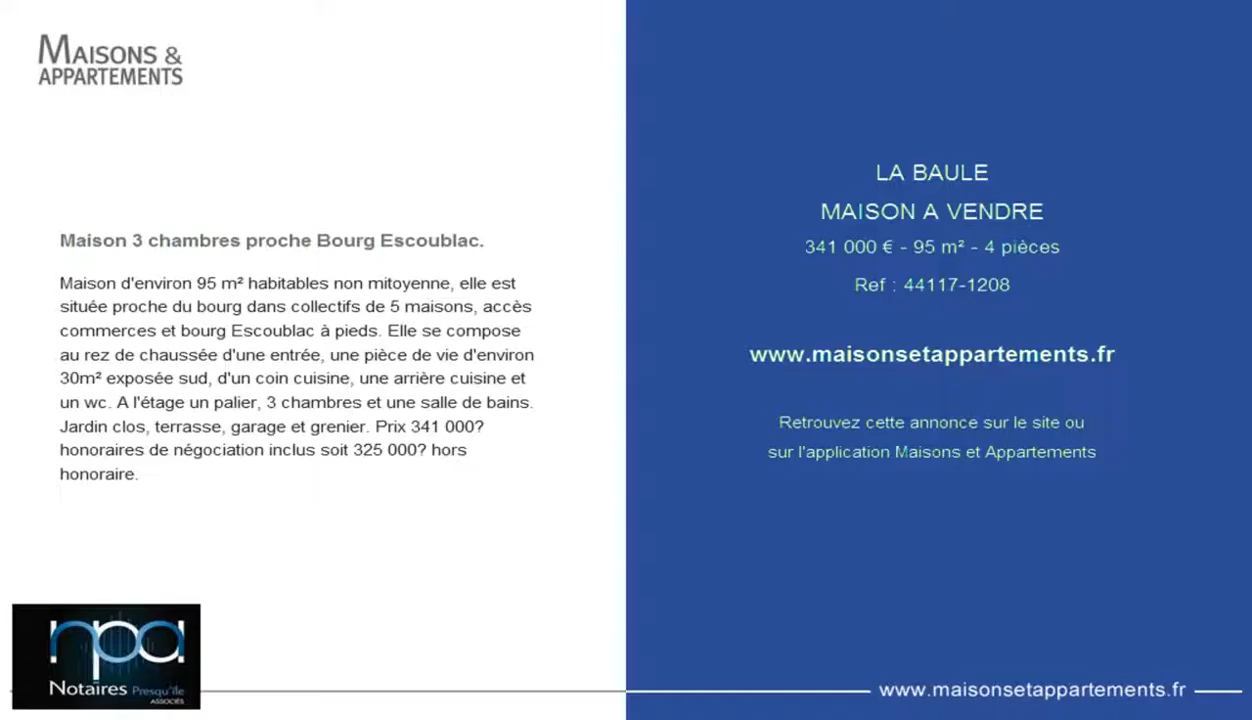 MAISONS &
APPARTEMENTS
Maison 3 chambres proche Bourg Escoublac.
Maison d'environ 95 m² habitables non mitoyenne, elle est
située proche du bourg dans collectifs de 5 maisons, accès
commerces et bourg Escoublac à pieds. Elle se compose
au rez de chaussée d'une entrée, une pièce de vie d'environ
30m² exposée sud, d'un coin cuisine, une arrière cuisine et
un wc. A l'étage un palier, 3 chambres et une salle de bains.
Jardin clos, terrasse, garage et grenier. Prix 341 000?
honoraires de négociation inclus soit 325 000? hors
honoraire.
npa
Notaires Presqu'île
ASSOCIÉS
LA BAULE
MAISON A VENDRE
341 000 € - 95 m² - 4 pièces
Ref : 44117-1208
www.maisonsetappartements.fr
Retrouvez cette annonce sur le site ou
sur l'application Maisons et Appartements
www.maisonsetappartements.fr